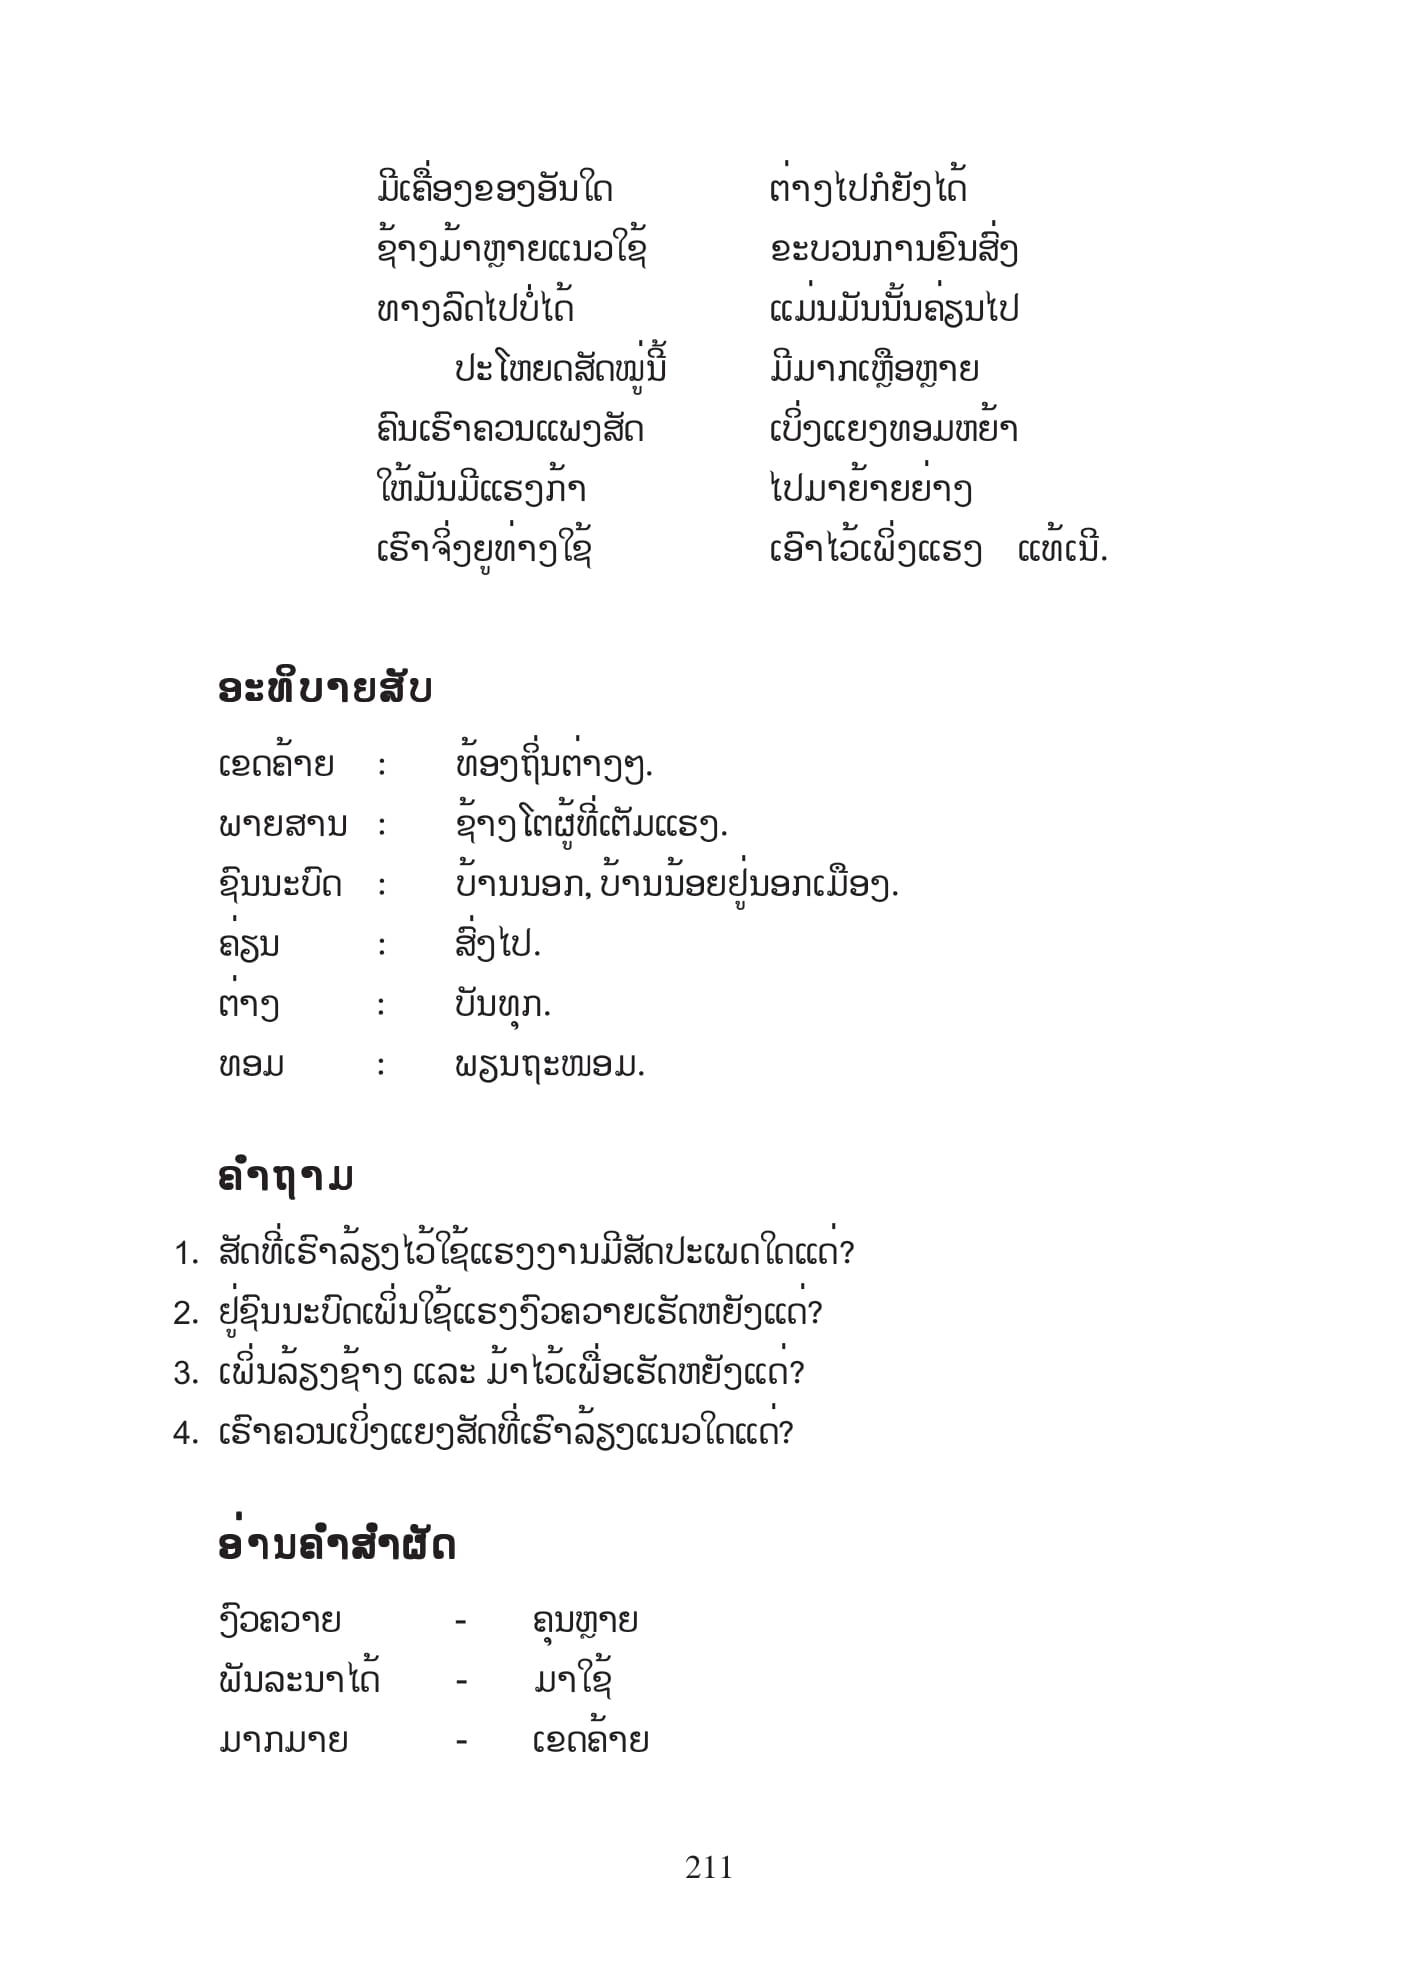 ມີເຄື່ອງຂອງອັນໃດ ຕ່າງໄປກໍຍັງໄດ້
ຊ້າງມ້າຫຼາຍແນວໃຊ້ ຂະບວນການຂົນສົ່ງ
ທາງລົດໄປບໍ່ໄດ້ ແມ່ນມັນນັ້ນຄ່ຽນໄປ
ປະໂຫຍດສັດໝູ່ນີ້ ມີມາກເຫຼືອຫຼາຍ
ຄົນເຮົາຄວນແພງສັດ ເບິ່ງແຍງທອມຫຍ້າ
ໃຫ້ມັນມີແຮງກ້າ ໄປມາຍ້າຍຍ່າງ
ເຮົາຈິ່ງຍູທ່າງໃຊ້ ເອົາໄວ້ເພິ່ງແຮງ ແທ້ເນີ.
ອະທິບາຍສັບ
ເຂດຄ້າຍ : ທ້ອງຖິ່ນຕ່າງໆ.
ພາຍສານ : ຊ້າງໂຕຜູ້ທີ່ເຕັມແຮງ.
ຊົນນະບົດ : ບ້ານນອກ, ບ້ານນ້ອຍຢູ່ນອກເມືອງ.
ຄ່ຽນ : ສົ່ງໄປ.
ຕ່າງ : ບັນທຸກ.
ທອມ : ພຽນຖະໜອມ.
ຄຳຖາມ
1. ສັດທີ່ເຮົາລ້ຽງໄວ້ໃຊ້ແຮງງານມີສັດປະເພດໃດແດ່?
2. ຢູ່ຊົນນະບົດເພິ່ນໃຊ້ແຮງງົວຄວາຍເຮັດຫຍັງແດ່?
3. ເພິ່ນລ້ຽງຊ້າງ ແລະ ມ້າໄວ້ເພື່ອເຮັດຫຍັງແດ່?
4. ເຮົາຄວນເບິ່ງແຍງສັດທີ່ເຮົາລ້ຽງແນວໃດແດ່?
ອ່ານຄຳສຳຜັດ
ງົວຄວາຍ - ຄຸນຫຼາຍ
ພັນລະນາໄດ້ - ມາໃຊ້
ມາກມາຍ - ເຂດຄ້າຍ
211